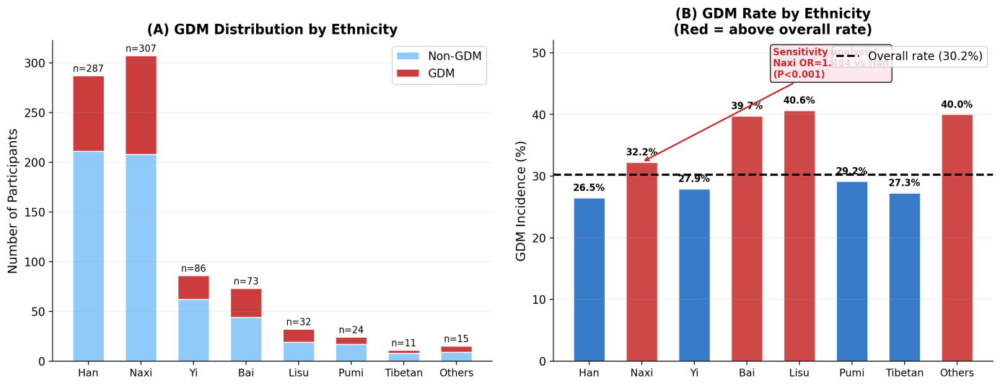 (A) GDM Distribution by Ethnicity
Number of Participants
300
250
200
150
100
50
0
n=287
n=307
n=86
n=73
n=32
n=24
n=11
n=15
Non-GDM
GDM
Han Naxi Yi Bai Lisu Pumi Tibetan Others
(B) GDM Rate by Ethnicity
(Red = above overall rate)
GDM Incidence (%)
50
40
30
20
10
0
Sensitivity analysis:
Naxi OR=1.484 vs Han
(P<0.001)
Overall rate (30.2%)
26.5%
32.2%
27.9%
39.7%
40.6%
29.2%
27.3%
40.0%
Han Naxi Yi Bai Lisu Pumi Tibetan Others